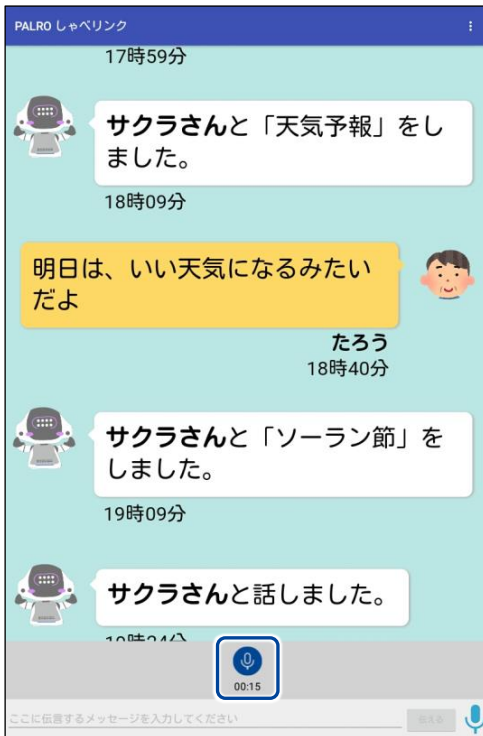 PALRO しゃべリンク
17時59分
サクラさんと「天気予報」をし
ました。
18時09分
明日は、いい天気になるみたい
だよ
たろう
18時40分
サクラさんと「ソーラン節」を
しました。
19時09分
サクラさんと話しました。
00:15
ここに伝言するメッセージを入力してください
伝える